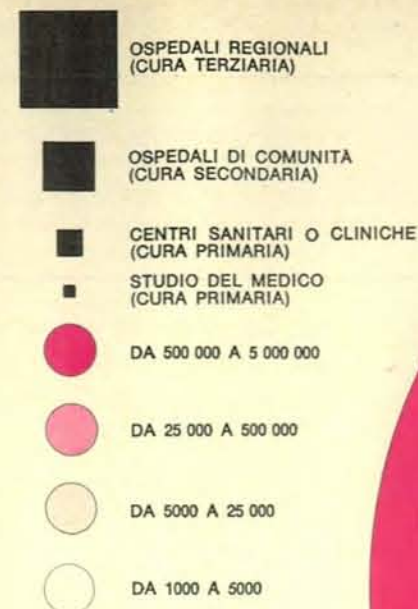 OSPEDALI REGIONALI
(CURA TERZIARIA)
OSPEDALI DI COMUNITÀ
(CURA SECONDARIA)
CENTRI SANITARI O CLINICHE
(CURA PRIMARIA)
STUDIO DEL MEDICO
(CURA PRIMARIA)
DA 500 000 A 5 000 000
DA 25 000 A 500 000
DA 5000 A 25 000
DA 1000 A 5000